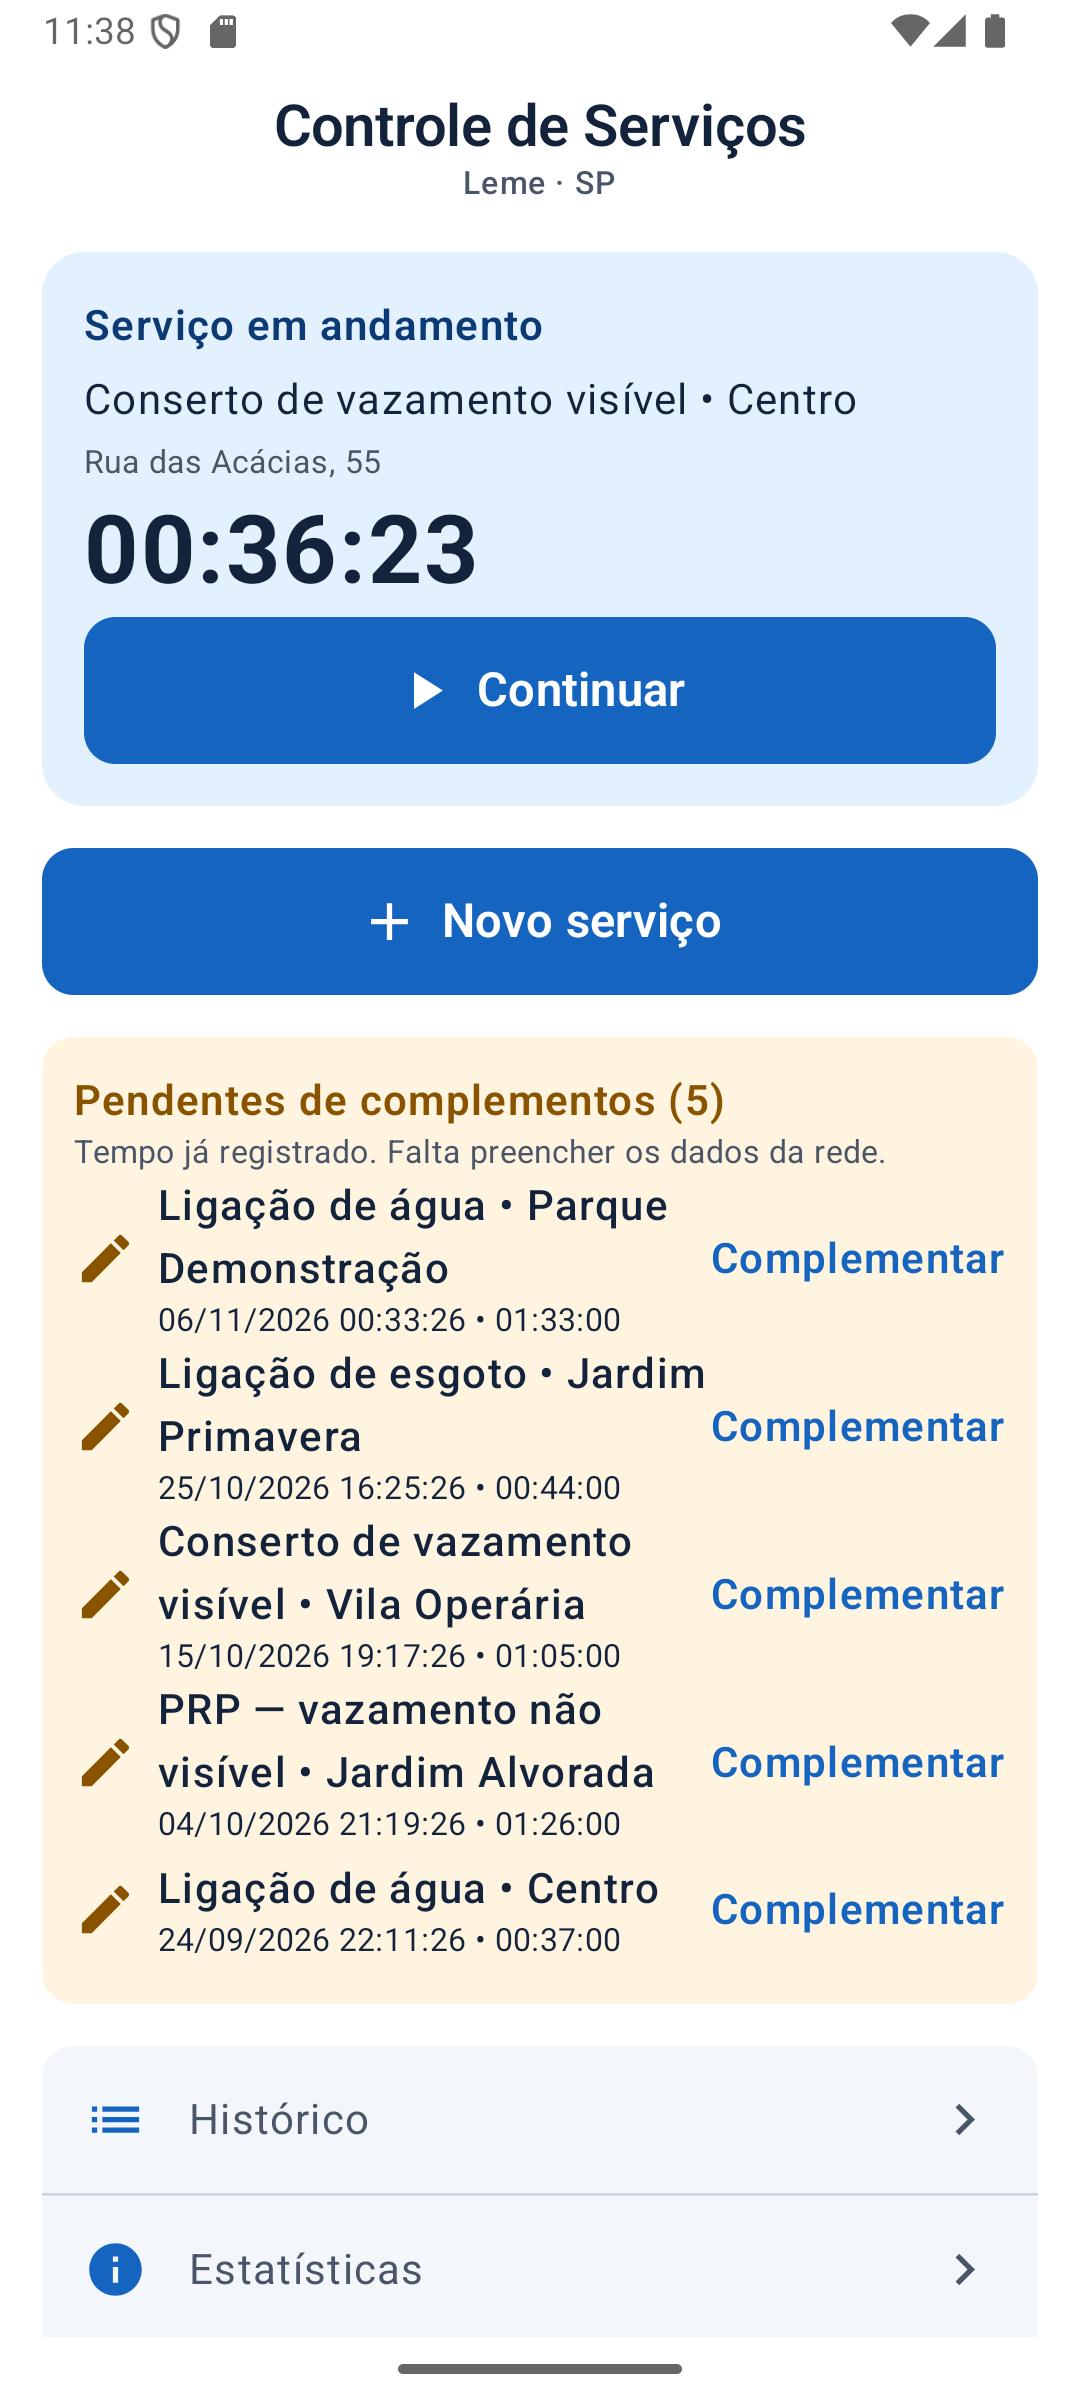 11:38
Controle de Serviços
Leme · SP
Serviço em andamento
Conserto de vazamento visível • Centro
Rua das Acácias, 55
00:36:23
Continuar
Novo serviço
Pendentes de complementos (5)
Tempo já registrado. Falta preencher os dados da rede.
Ligação de água • Parque
Demonstração
06/11/2026 00:33:26 • 01:33:00
Complementar
Ligação de esgoto • Jardim
Primavera
25/10/2026 16:25:26 • 00:44:00
Complementar
Conserto de vazamento
visível • Vila Operária
15/10/2026 19:17:26 • 01:05:00
Complementar
PRP — vazamento não
visível • Jardim Alvorada
04/10/2026 21:19:26 • 01:26:00
Complementar
Ligação de água • Centro
24/09/2026 22:11:26 • 00:37:00
Complementar
Histórico
Estatísticas